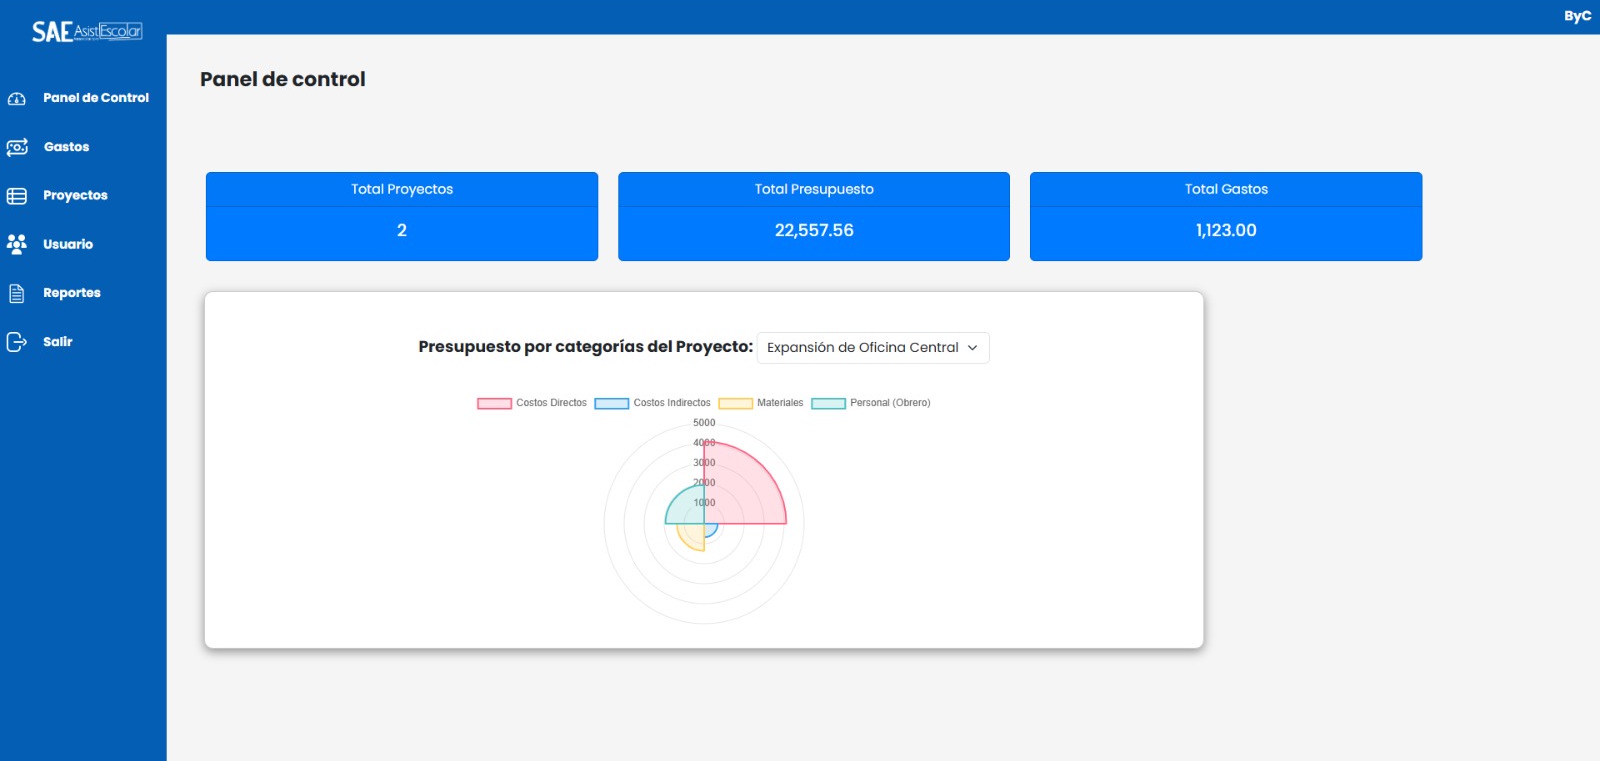 ByC
SAE AsistEscolar
Panel de Control
Gastos
Proyectos
Usuario
Reportes
Salir
Panel de control
Total Proyectos
2
Total Presupuesto
22,557.56
Total Gastos
1,123.00
Presupuesto por categorías del Proyecto: Expansión de Oficina Central
Costos Directos Costos Indirectos Materiales Personal (Obrero)
5000
4000
3000
2000
1000